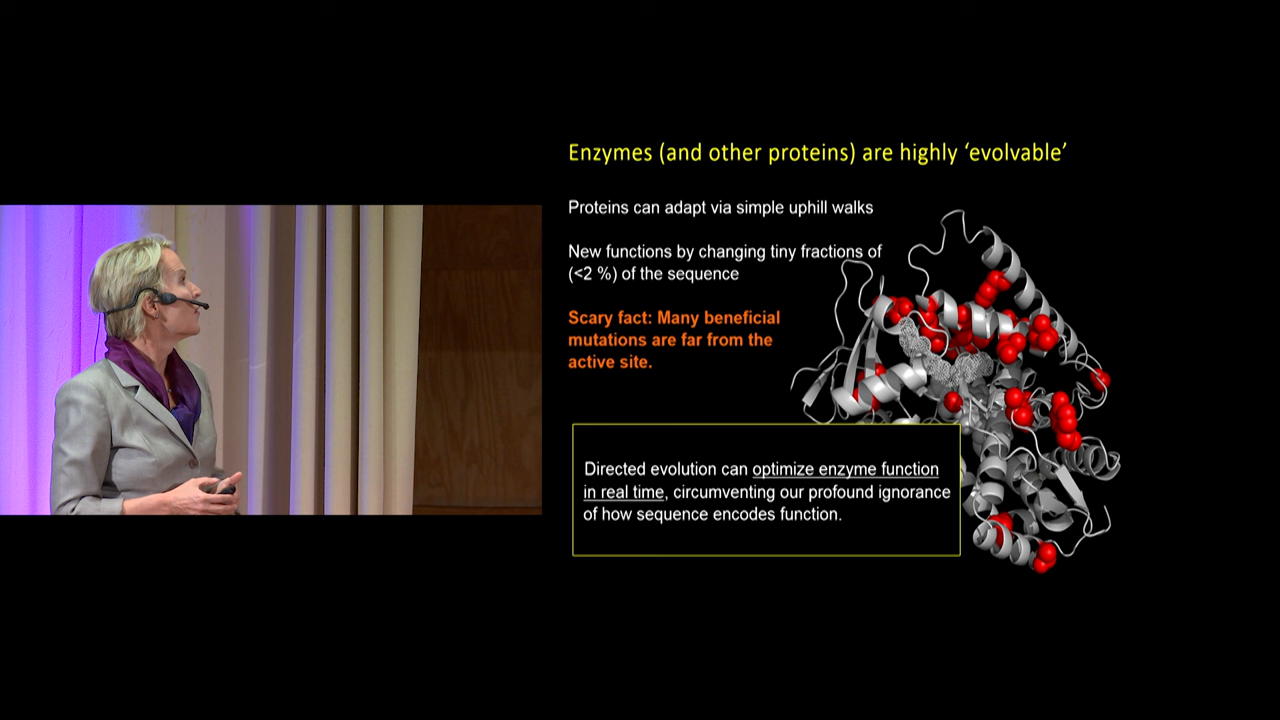 Enzymes (and other proteins) are highly ‘evolvable’
Proteins can adapt via simple uphill walks
New functions by changing tiny fractions of
(<2 %) of the sequence
Scary fact: Many beneficial
mutations are far from the
active site.
Directed evolution can optimize enzyme function
in real time, circumventing our profound ignorance
of how sequence encodes function.